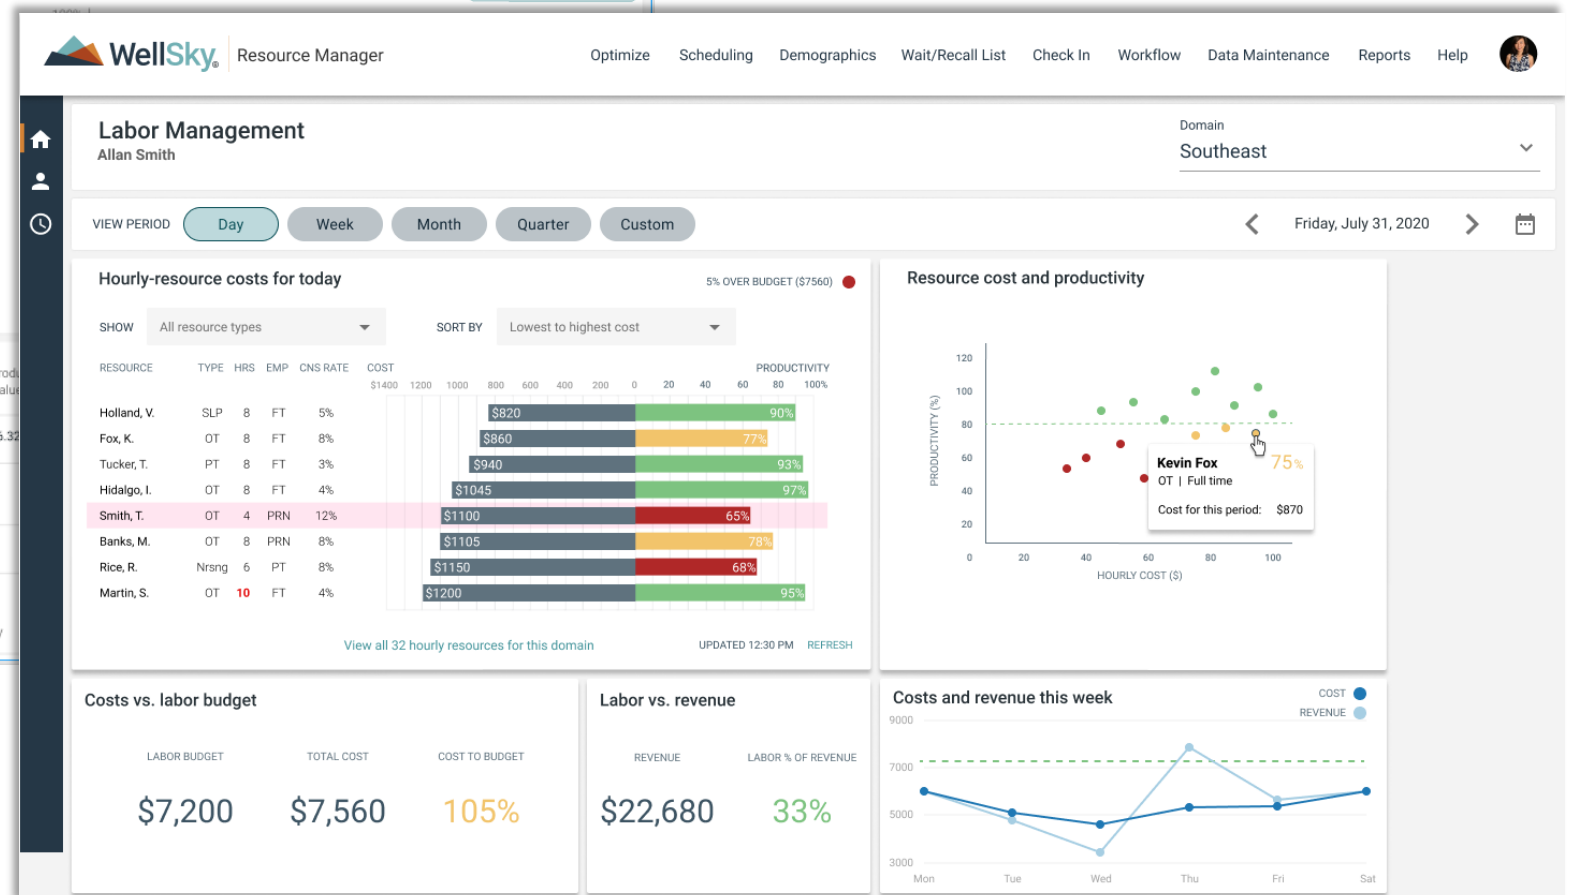 100%
WellSky® Resource Manager
Optimize Scheduling Demographics Wait/Recall List Check In Workflow Data Maintenance Reports Help
Labor Management
Allan Smith
Domain
Southeast
VIEW PERIOD Day Week Month Quarter Custom
Friday, July 31, 2020
Hourly-resource costs for today
5% OVER BUDGET ($7560)
SHOW All resource types SORT BY Lowest to highest cost
RESOURCE TYPE HRS EMP CNS RATE COST PRODUCTIVITY
$1400 1200 1000 800 600 400 200 0 20 40 60 80 100%
Holland, V. SLP 8 FT 5% $820 90%
Fox, K. OT 8 FT 8% $860 77%
Tucker, T. PT 8 FT 3% $940 93%
Hidalgo, I. OT 8 FT 4% $1045 97%
Smith, T. OT 4 PRN 12% $1100 65%
Banks, M. OT 8 PRN 8% $1105 78%
Rice, R. Nrsng 6 PT 8% $1150 68%
Martin, S. OT 10 FT 4% $1200 95%
View all 32 hourly resources for this domain
UPDATED 12:30 PM REFRESH
Resource cost and productivity
PRODUCTIVITY (%)
120
100
80
60
40
20
0 20 40 60 80 100
HOURLY COST ($)
Kevin Fox 75%
OT | Full time
Cost for this period: $870
Costs vs. labor budget
LABOR BUDGET TOTAL COST COST TO BUDGET
$7,200 $7,560 105%
Labor vs. revenue
REVENUE LABOR % OF REVENUE
$22,680 33%
Costs and revenue this week
COST
REVENUE
9000
7000
5000
3000
Mon Tue Wed Thu Fri Sat